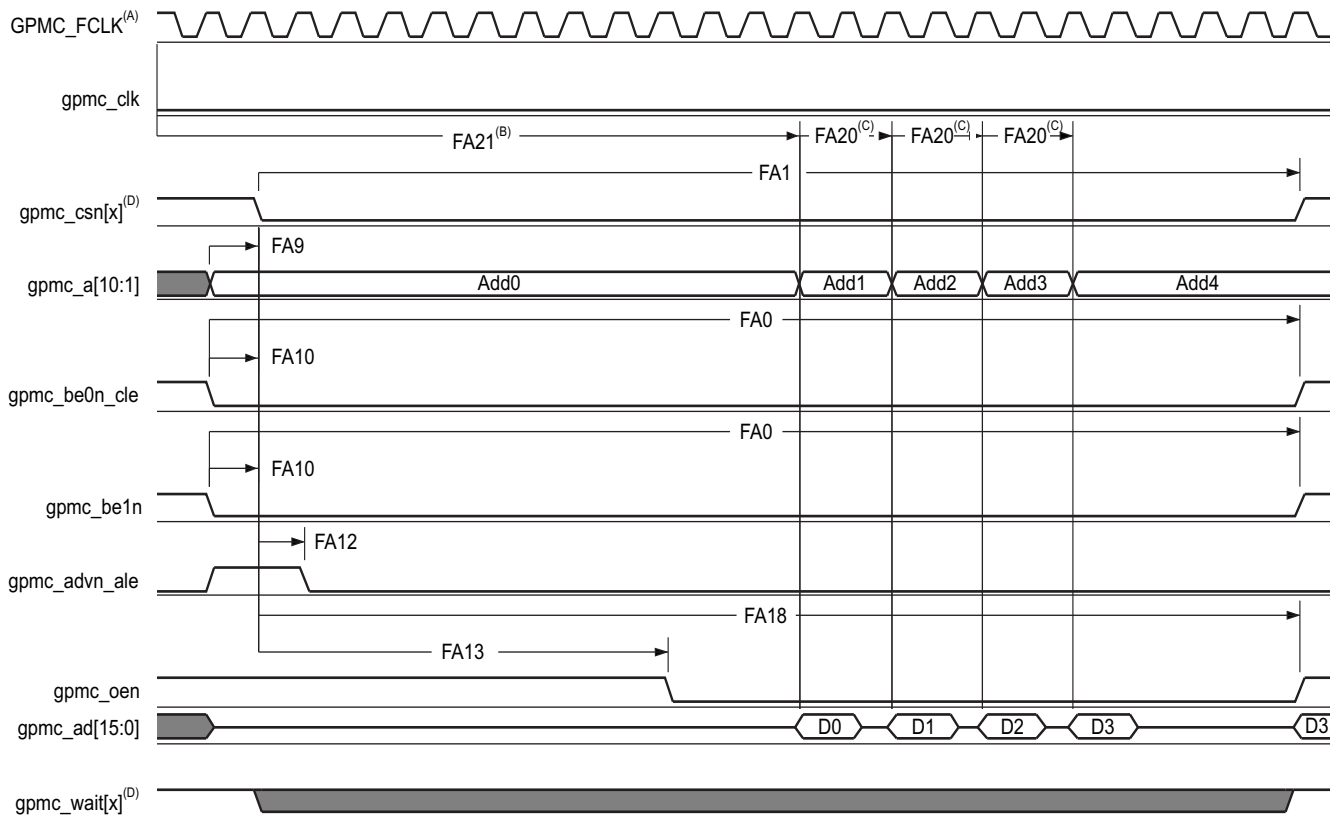 GPMC_FCLK(A)
gpmc_clk
FA21(B) FA20(C) FA20(C) FA20(C)
FA1
gpmc_csn[x](D)
FA9
gpmc_a[10:1] Add0 Add1 Add2 Add3 Add4
FA0
FA10
gpmc_be0n_cle
FA0
FA10
gpmc_be1n
FA12
gpmc_advn_ale
FA18
FA13
gpmc_oen
gpmc_ad[15:0] D0 D1 D2 D3 D3
gpmc_wait[x](D)